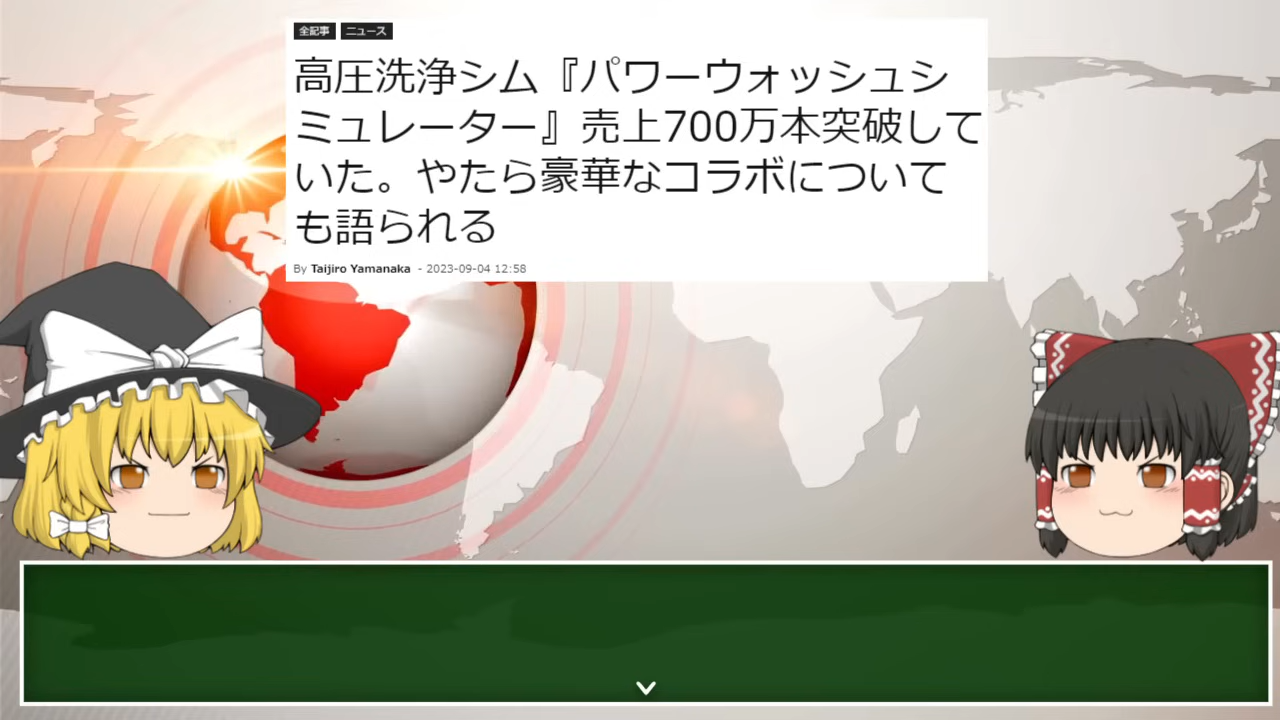 全記事 ニュース
高圧洗浄シム『パワーウォッシュシ
ミュレーター』売上700万本突破して
いた。やたら豪華なコラボについて
も語られる
By Taijiro Yamanaka - 2023-09-04 12:58